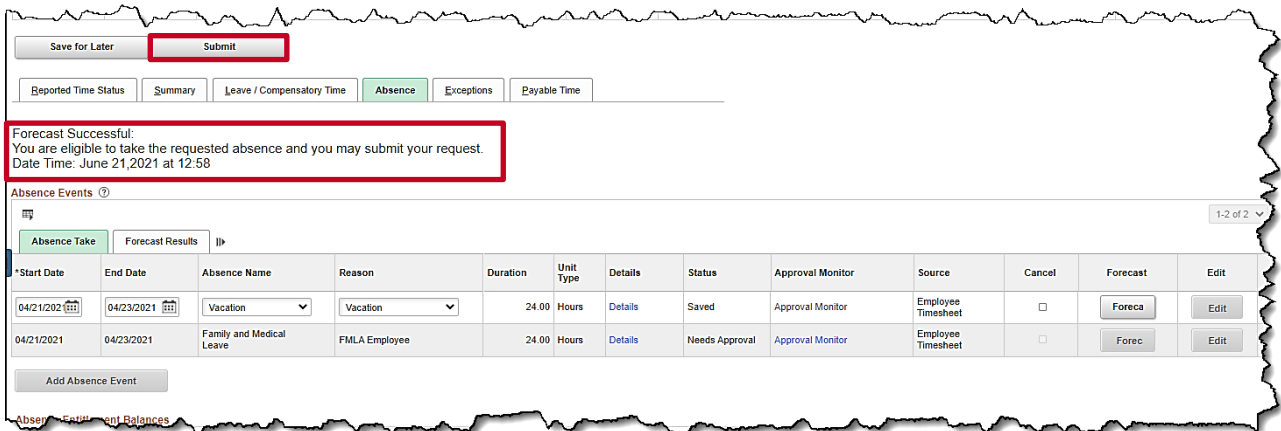 Save for Later Submit
Reported Time Status Summary Leave / Compensatory Time Absence Exceptions Payable Time
Forecast Successful:
You are eligible to take the requested absence and you may submit your request.
Date Time: June 21,2021 at 12:58
Absence Events
1-2 of 2
Absence Take Forecast Results
*Start Date End Date Absence Name Reason Duration Unit Type Details Status Approval Monitor Source Cancel Forecast Edit
04/21/2021 04/23/2021 Vacation Vacation 24.00 Hours Details Saved Approval Monitor Employee Timesheet Foreca Edit
04/21/2021 04/23/2021 Family and Medical Leave FMLA Employee 24.00 Hours Details Needs Approval Approval Monitor Employee Timesheet Forec Edit
Add Absence Event
Absence Entitlement Balances